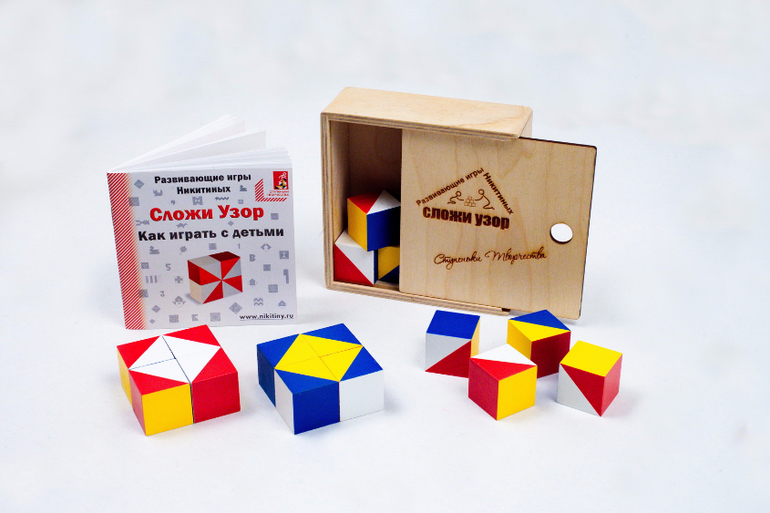 Развивающие игры
Никитиных
Сложи Узор
Как играть с детьми
www.nikitiny.ru
Развивающие игры
Никитиных
СЛОЖИ УЗОР
Ступеньки Творчества